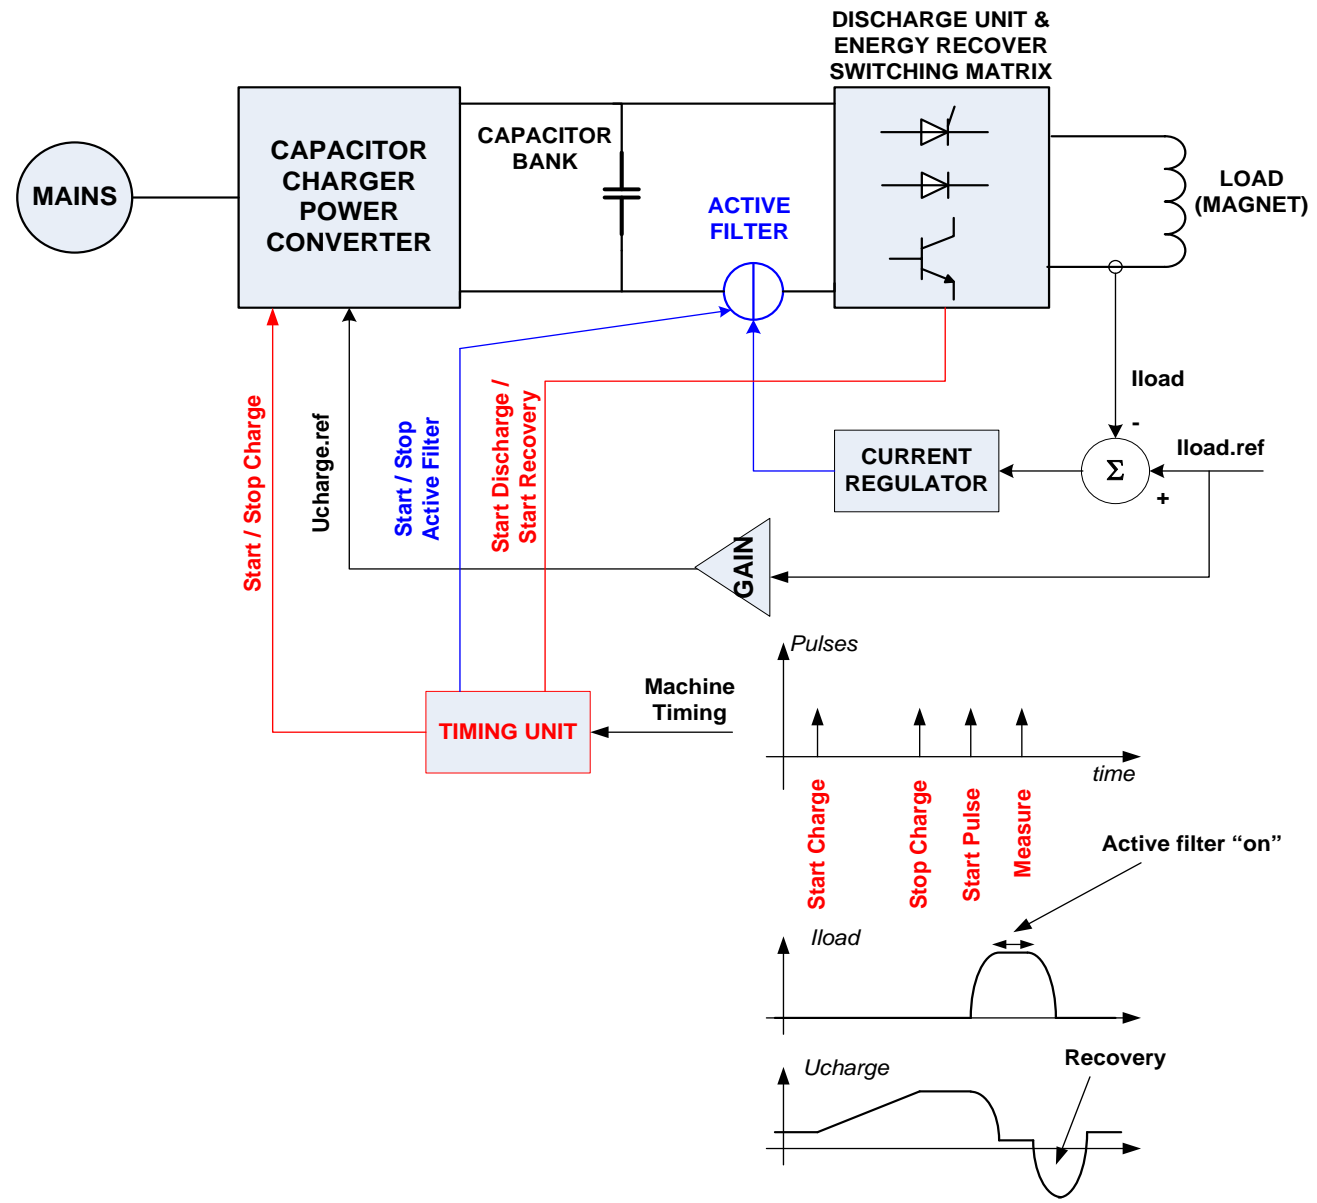 DISCHARGE UNIT &
ENERGY RECOVER
SWITCHING MATRIX
MAINS
CAPACITOR
CHARGER
POWER
CONVERTER
CAPACITOR
BANK
ACTIVE
FILTER
LOAD
(MAGNET)
Start / Stop Charge
Ucharge.ref
Start / Stop
Active Filter
Start Discharge /
Start Recovery
Iload
-
Iload.ref
+
Σ
CURRENT
REGULATOR
GAIN
TIMING UNIT
Machine
Timing
Pulses
time
Start Charge
Stop Charge
Start Pulse
Measure
Active filter “on”
Iload
Ucharge
Recovery